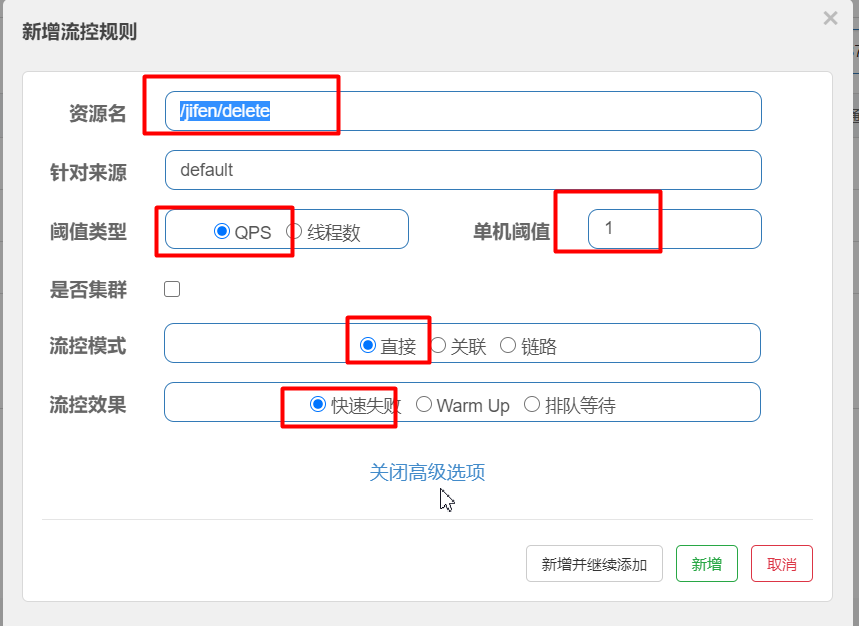 新增流控规则
×
资源名 /jifen/delete
针对来源 default
阈值类型 QPS 线程数 单机阈值 1
是否集群
流控模式 直接 关联 链路
流控效果 快速失败 Warm Up 排队等待
关闭高级选项
新增并继续添加 新增 取消